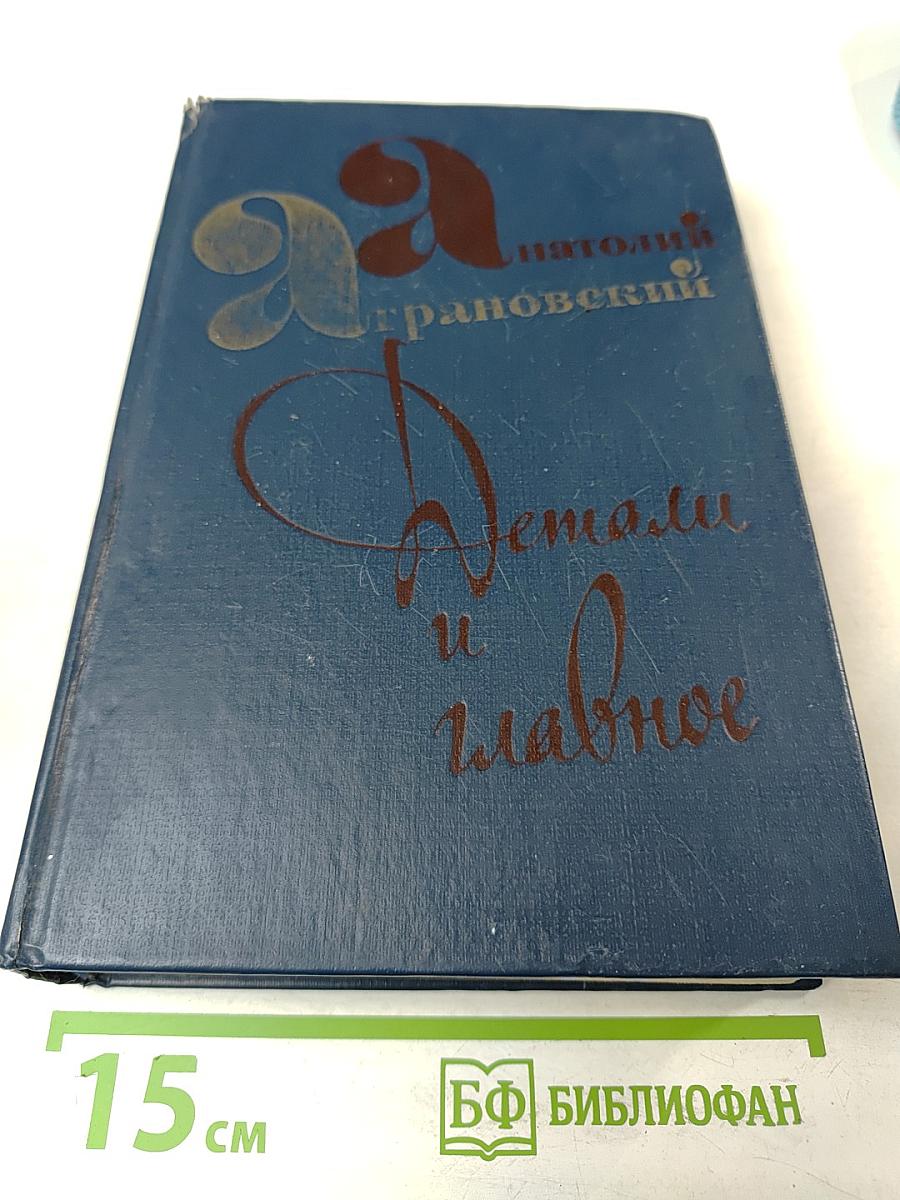 Анатолий
Аграновский
Детали
и
главное
15 см
БФ БИБЛИОФАН